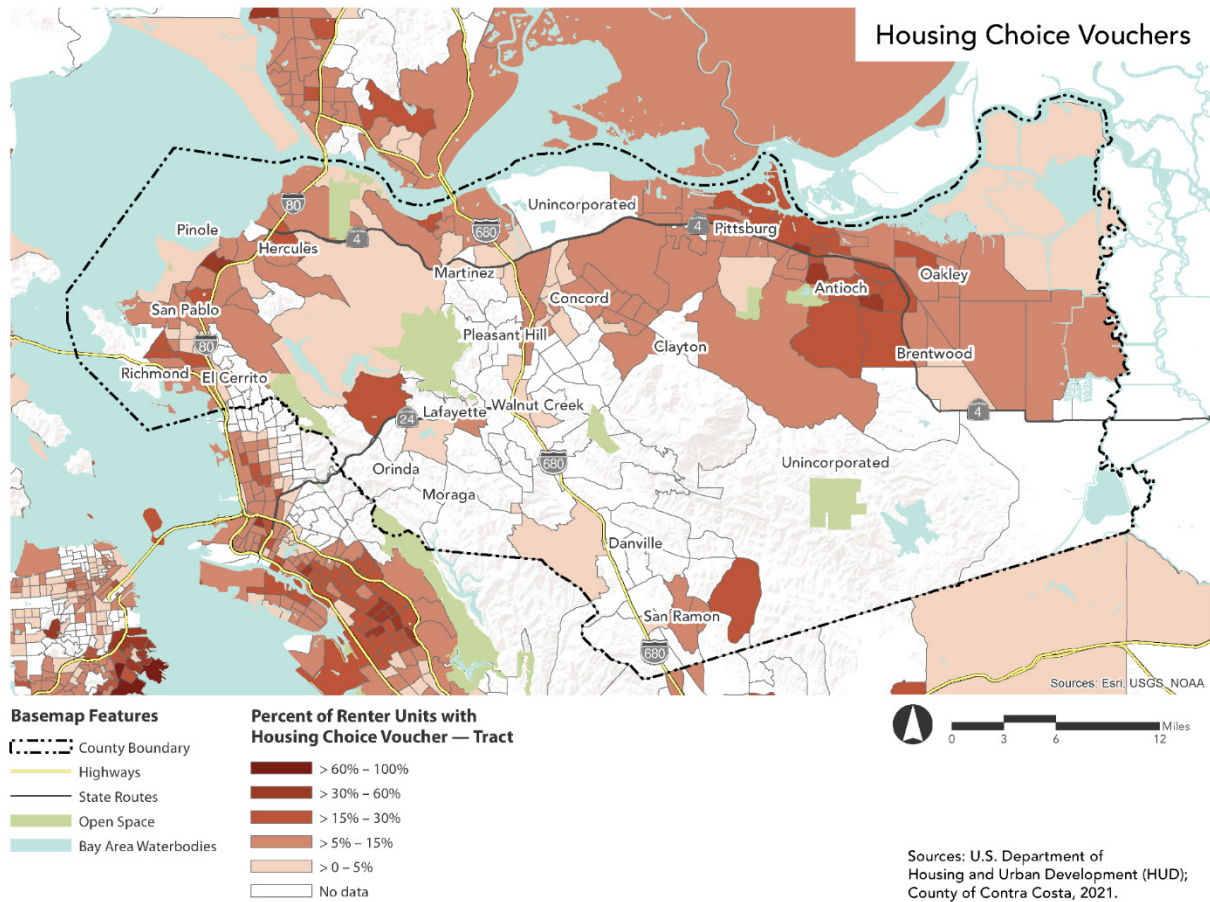 Housing Choice Vouchers
Unincorporated
80
Pinole
4
Pittsburg
680
Hercules
4
Martinez
Oakley
Antioch
Concord
San Pablo
Pleasant Hill
80
Clayton
Brentwood
Richmond
El Cerrito
Walnut Creek
Lafayette
CALIFORNIA
24
4
680
Unincorporated
Orinda
Moraga
Danville
San Ramon
680
Sources: Esri, USGS, NOAA
Basemap Features
County Boundary
Highways
State Routes
Open Space
Bay Area Waterbodies
Percent of Renter Units with
Housing Choice Voucher — Tract
> 60% – 100%
> 30% – 60%
> 15% – 30%
> 5% – 15%
> 0 – 5%
No data
Miles
0 3 6 12
Sources: U.S. Department of
Housing and Urban Development (HUD);
County of Contra Costa, 2021.